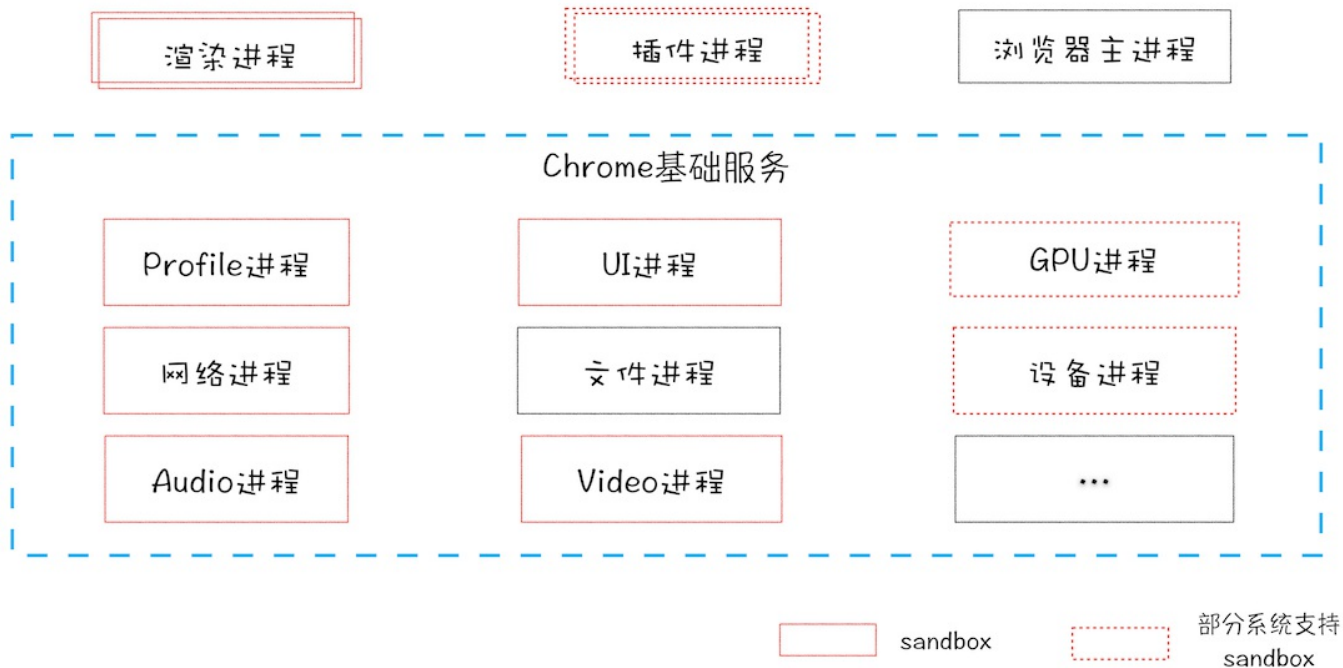 渲染进程
插件进程
浏览器主进程
Chrome基础服务
Profile进程
UI进程
GPU进程
网络进程
文件进程
设备进程
Audio进程
Video进程
...
sandbox
部分系统支持
sandbox